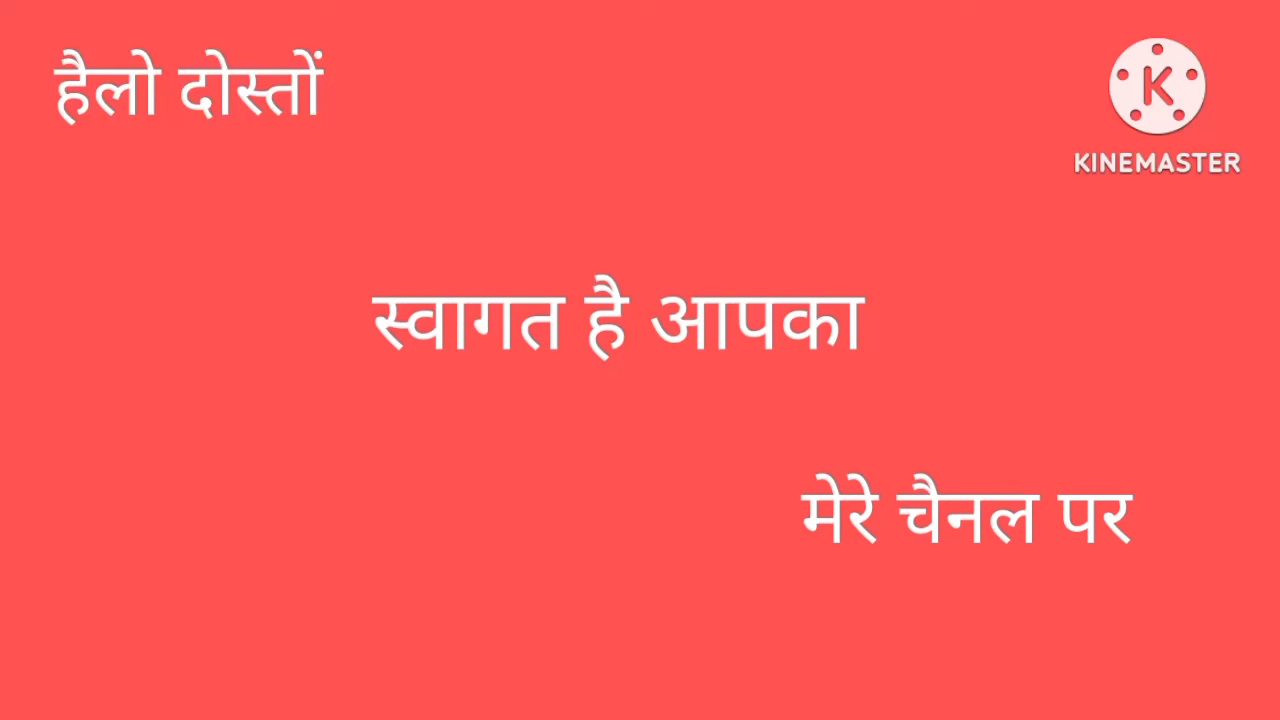 हैलो दोस्तों
K
KINEMASTER
स्वागत है आपका
मेरे चैनल पर